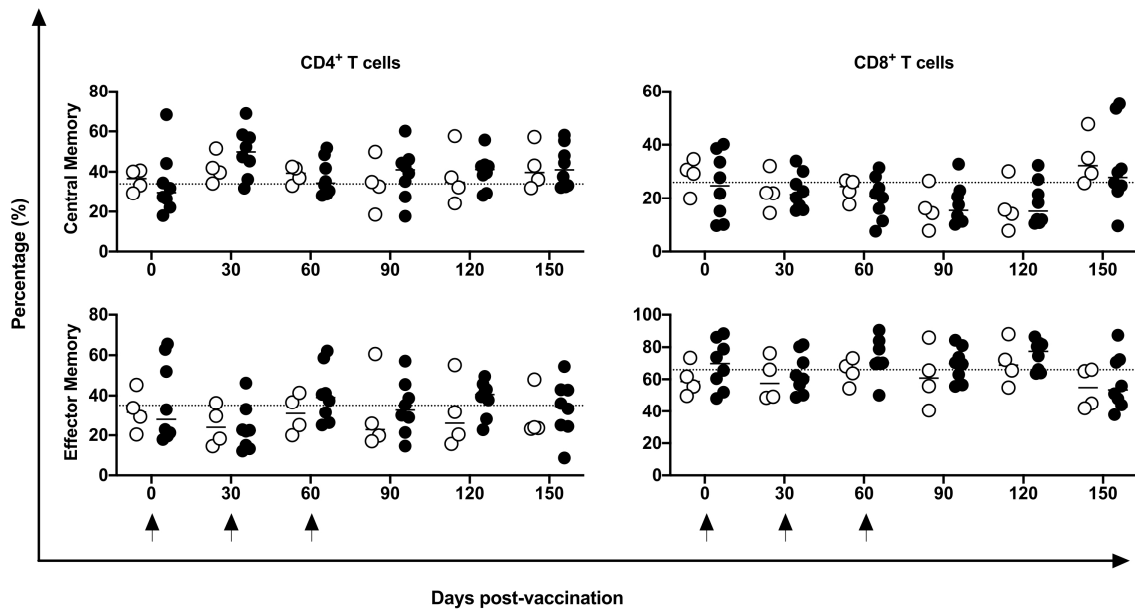 CD4+ T cells
CD8+ T cells
Percentage (%)
Central Memory
80
60
40
20
0
0 30 60 90 120 150
60
40
20
0
0 30 60 90 120 150
Effector Memory
80
60
40
20
0
0 30 60 90 120 150
100
80
60
40
20
0
0 30 60 90 120 150
Days post-vaccination